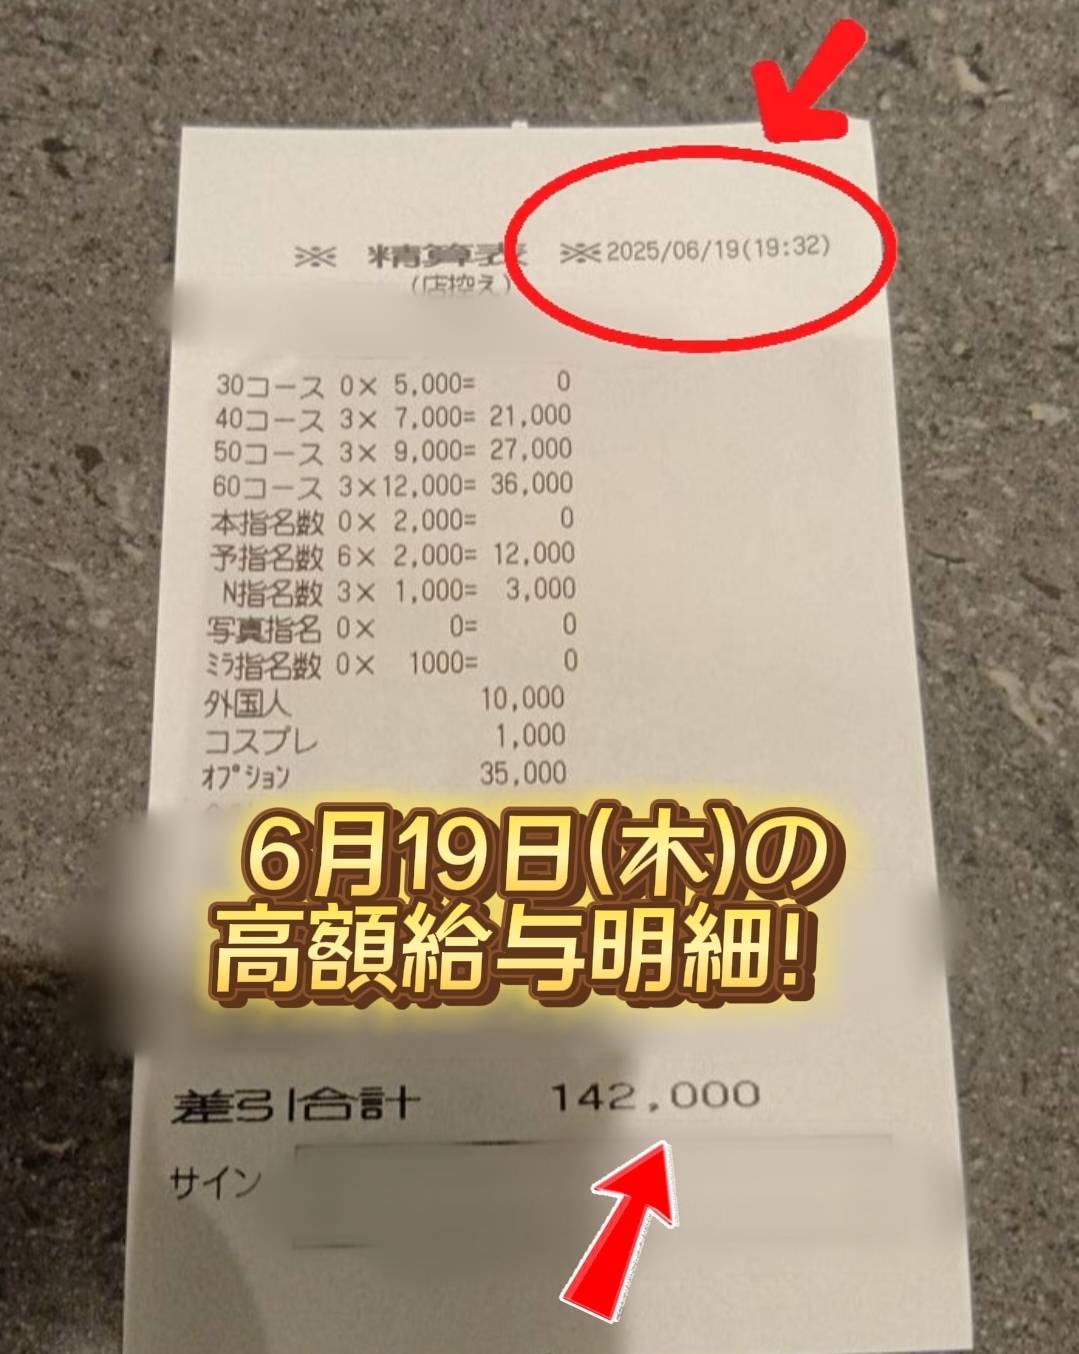 ※ 精算表 ※2025/06/19(19:32)
(店控え)
30コース 0× 5,000= 0
40コース 3× 7,000= 21,000
50コース 3× 9,000= 27,000
60コース 3×12,000= 36,000
本指名数 0× 2,000= 0
予指名数 6× 2,000= 12,000
N指名数 3× 1,000= 3,000
写真指名 0× 0= 0
ﾐﾗ指名数 0× 1000= 0
外国人 10,000
コスプレ 1,000
ｵﾌﾟｼｮﾝ 35,000
6月19日(木)の
高額給与明細!
差引合計 142,000
サイン